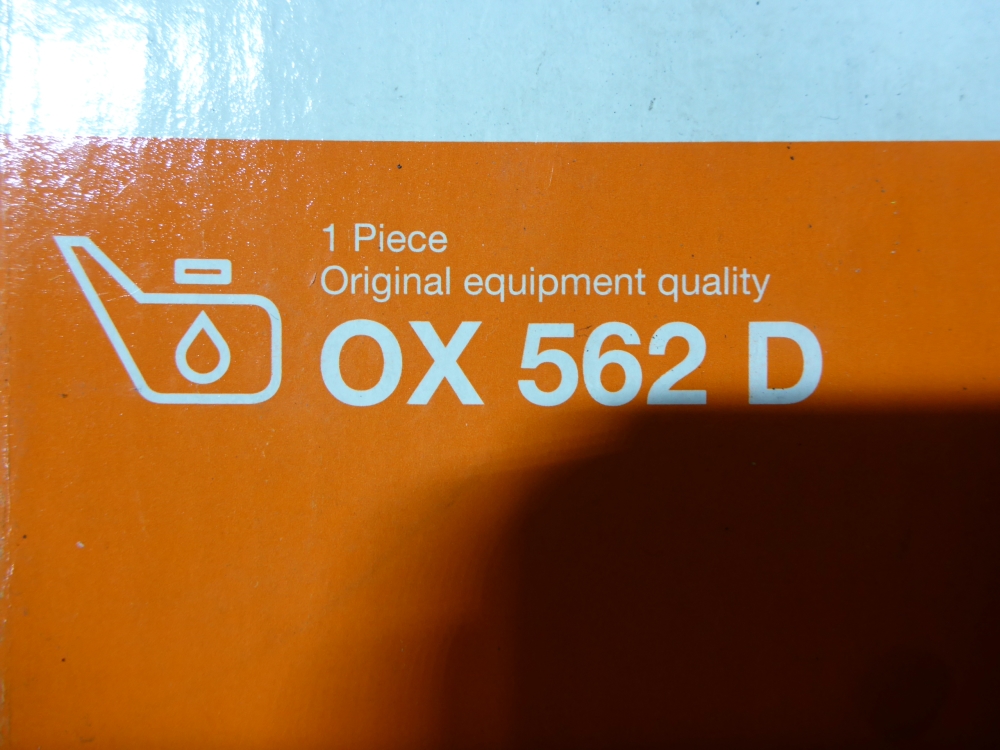 1 Piece
Original equipment quality
OX 562 D